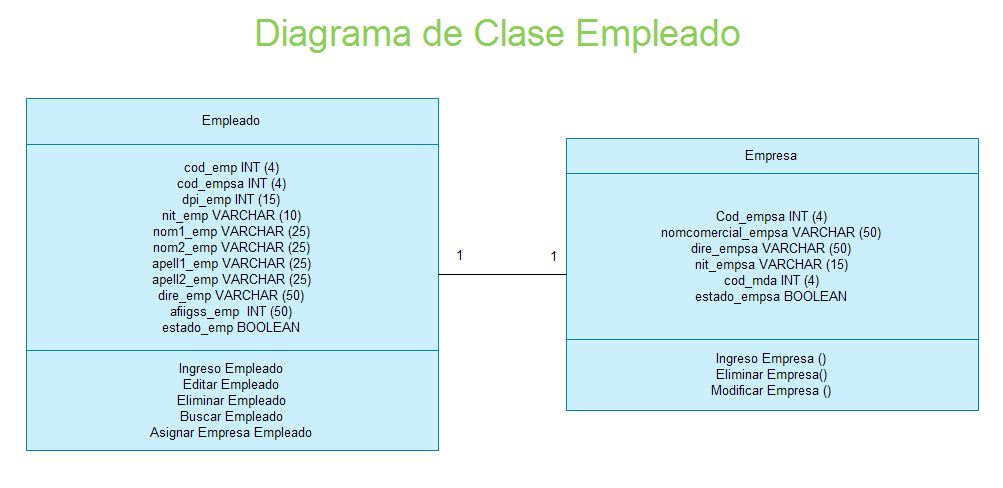 Diagrama de Clase Empleado
Empleado
cod_emp INT (4)
cod_empsa INT (4)
dpi_emp INT (15)
nit_emp VARCHAR (10)
nom1_emp VARCHAR (25)
nom2_emp VARCHAR (25)
apell1_emp VARCHAR (25)
apell2_emp VARCHAR (25)
dire_emp VARCHAR (50)
afiigss_emp  INT (50)
estado_emp BOOLEAN
Ingreso Empleado
Editar Empleado
Eliminar Empleado
Buscar Empleado
Asignar Empresa Empleado
1
1
Empresa
Cod_empsa INT (4)
nomcomercial_empsa VARCHAR (50)
dire_empsa VARCHAR (50)
nit_empsa VARCHAR (15)
cod_mda INT (4)
estado_empsa BOOLEAN
Ingreso Empresa ()
Eliminar Empresa()
Modificar Empresa ()